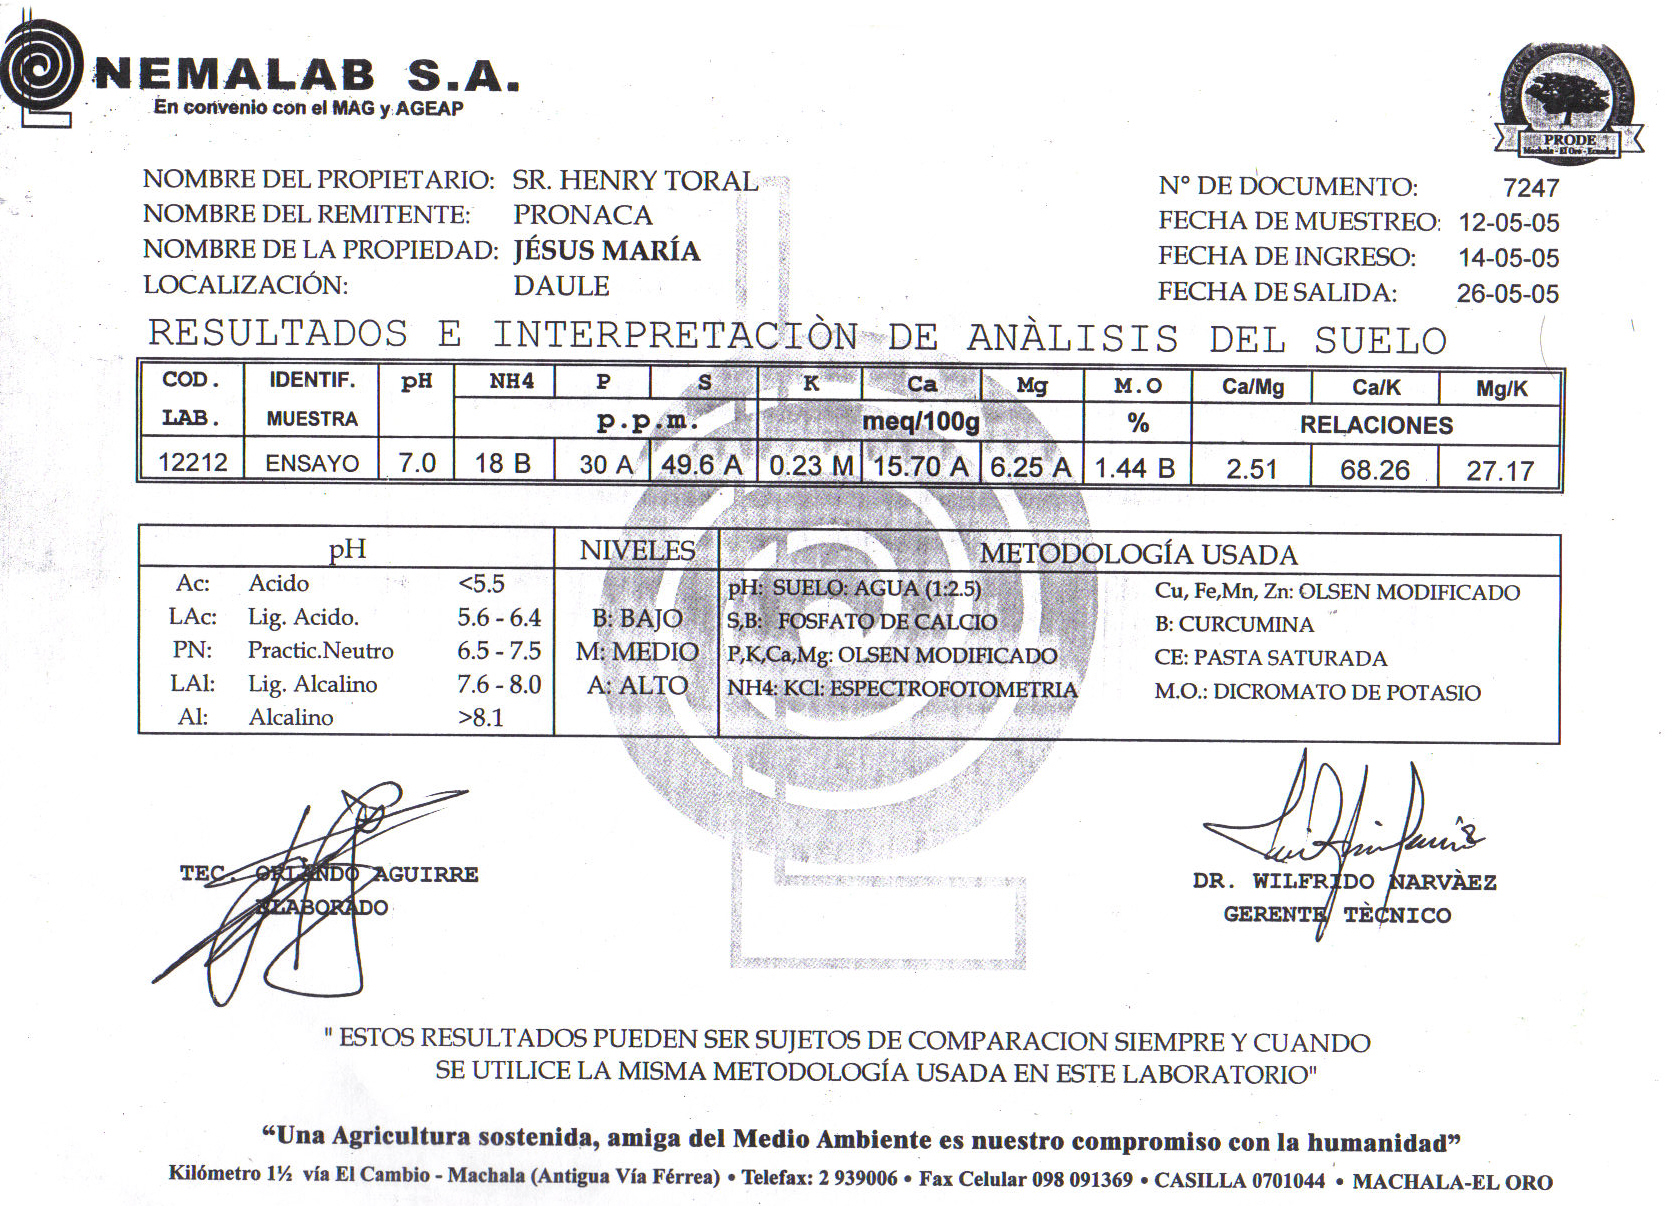 NEMALAB S.A.
En convenio con el MAG y AGEAP
PRODE
Machala - El Oro - Ecuador
NOMBRE DEL PROPIETARIO: SR. HENRY TORAL
NOMBRE DEL REMITENTE: PRONACA
NOMBRE DE LA PROPIEDAD: JÉSUS MARÍA
LOCALIZACIÓN: DAULE
N° DE DOCUMENTO: 7247
FECHA DE MUESTREO: 12-05-05
FECHA DE INGRESO: 14-05-05
FECHA DE SALIDA: 26-05-05
RESULTADOS E INTERPRETACIÒN DE ANÀLISIS DEL SUELO
COD. IDENTIF. pH NH4 P S K Ca Mg M.O Ca/Mg Ca/K Mg/K
LAB. MUESTRA p.p.m. meq/100g % RELACIONES
12212 ENSAYO 7.0 18 B 30 A 49.6 A 0.23 M 15.70 A 6.25 A 1.44 B 2.51 68.26 27.17
pH NIVELES METODOLOGÍA USADA
Ac: Acido <5.5 pH: SUELO: AGUA (1:2.5) Cu, Fe,Mn, Zn: OLSEN MODIFICADO
LAc: Lig. Acido. 5.6 - 6.4 B: BAJO S,B: FOSFATO DE CALCIO B: CURCUMINA
PN: Practic.Neutro 6.5 - 7.5 M: MEDIO P,K,Ca,Mg: OLSEN MODIFICADO CE: PASTA SATURADA
LAl: Lig. Alcalino 7.6 - 8.0 A: ALTO NH4: KCl: ESPECTROFOTOMETRIA M.O.: DICROMATO DE POTASIO
Al: Alcalino >8.1
TEC. ORLANDO AGUIRRE
ELABORADO
DR. WILFRIDO NARVÀEZ
GERENTE TÈCNICO
" ESTOS RESULTADOS PUEDEN SER SUJETOS DE COMPARACION SIEMPRE Y CUANDO
SE UTILICE LA MISMA METODOLOGÍA USADA EN ESTE LABORATORIO"
“Una Agricultura sostenida, amiga del Medio Ambiente es nuestro compromiso con la humanidad”
Kilómetro 1½ vía El Cambio - Machala (Antigua Vía Férrea) • Telefax: 2 939006 • Fax Celular 098 091369 • CASILLA 0701044 • MACHALA-EL ORO